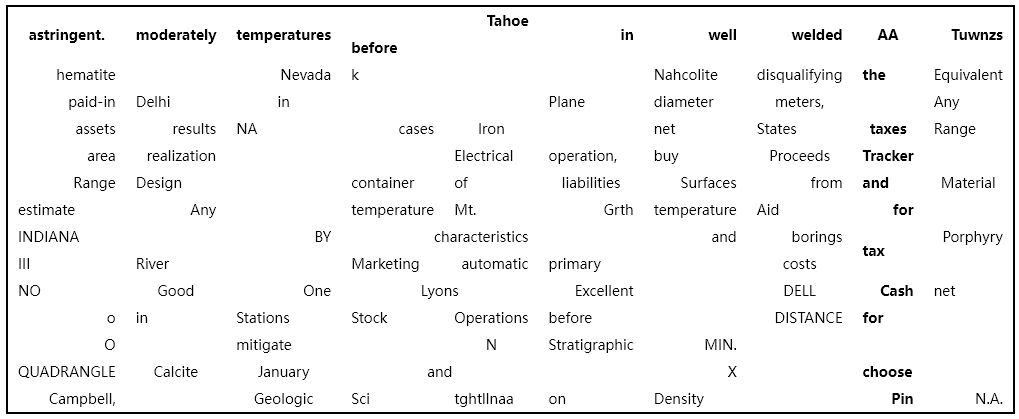 Tahoe
astringent. moderately temperatures before in well welded AA Tuwnzs
hematite Nevada k Nahcolite disqualifying the Equivalent
paid-in Delhi in Plane diameter meters, Any
assets results NA cases Iron net States taxes Range
area realization Electrical operation, buy Proceeds Tracker
Range Design container of liabilities Surfaces from and Material
estimate Any temperature Mt. Grth temperature Aid for
INDIANA BY characteristics and borings Porphyry
tax
III River Marketing automatic primary costs
NO Good One Lyons Excellent DELL Cash net
o in Stations Stock Operations before DISTANCE for
O mitigate N Stratigraphic MIN.
QUADRANGLE Calcite January and X choose
Campbell, Geologic Sci tghtllnaa on Density Pin N.A.